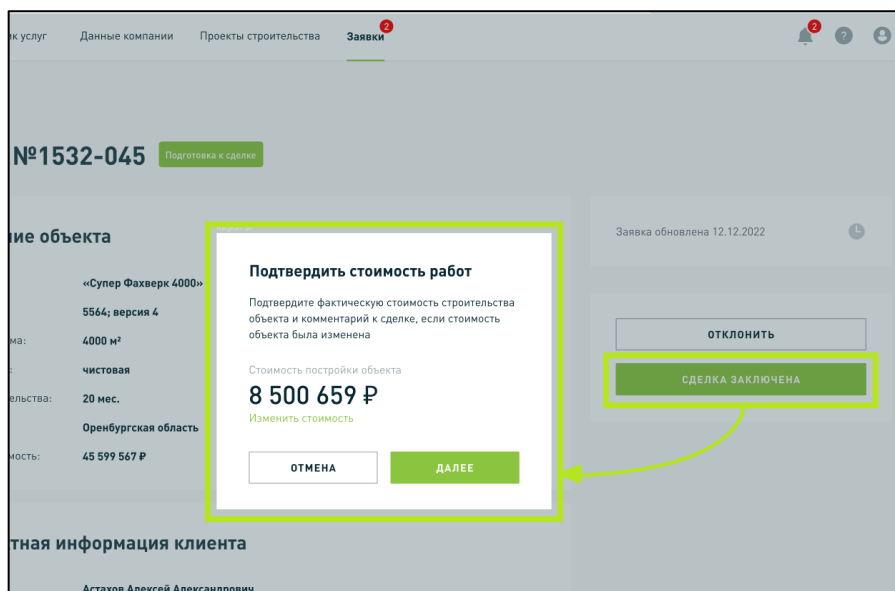 ик услуг Данные компании Проекты строительства Заявки 2 2 ?
№1532-045 Подготовка к сделке
ние объекта
«Супер Фахверк 4000»
5564; версия 4
ма: 4000 м²
: чистовая
ельства: 20 мес.
Оренбургская область
мость: 45 599 567 ₽
Подтвердить стоимость работ
Подтвердите фактическую стоимость строительства
объекта и комментарий к сделке, если стоимость
объекта была изменена
Стоимость постройки объекта
8 500 659 ₽
Изменить стоимость
ОТМЕНА ДАЛЕЕ
Заявка обновлена 12.12.2022
ОТКЛОНИТЬ
СДЕЛКА ЗАКЛЮЧЕНА
тная информация клиента
Астахов Алексей Александрович